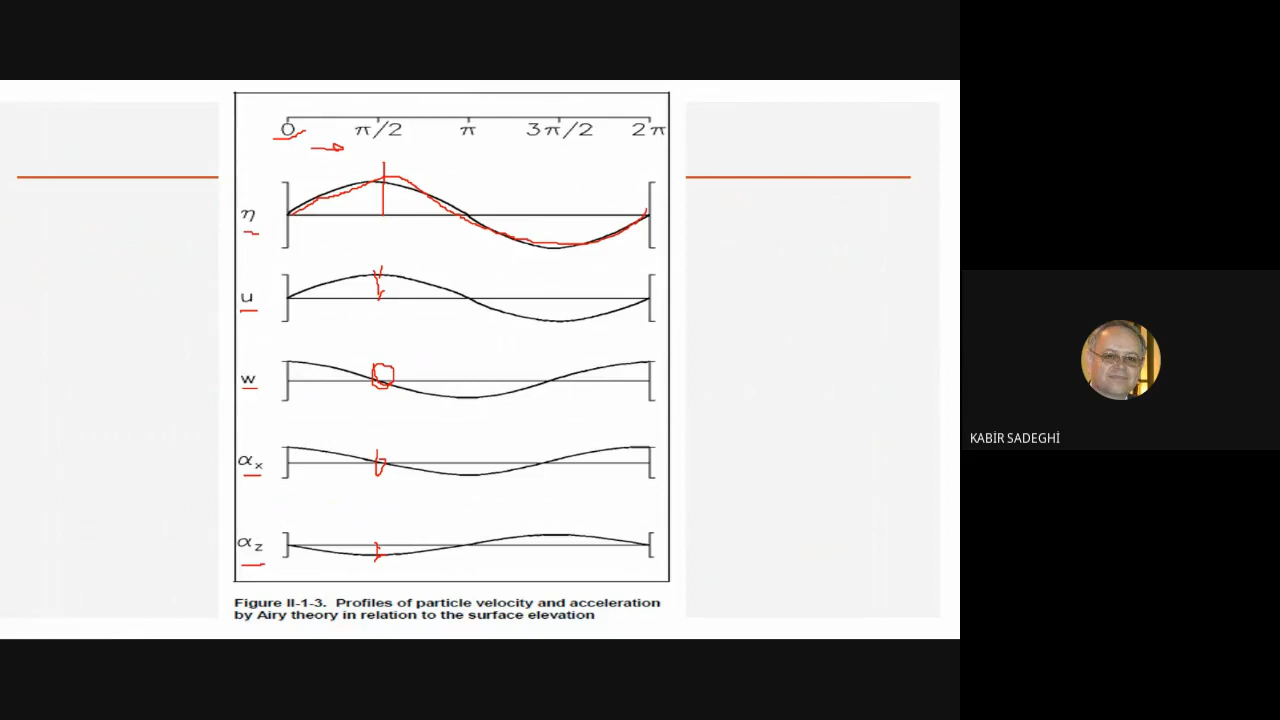 0 π/2 π 3π/2 2π
η
u
w
αx
αz
Figure II-1-3. Profiles of particle velocity and acceleration
by Airy theory in relation to the surface elevation
KABİR SADEGHİ